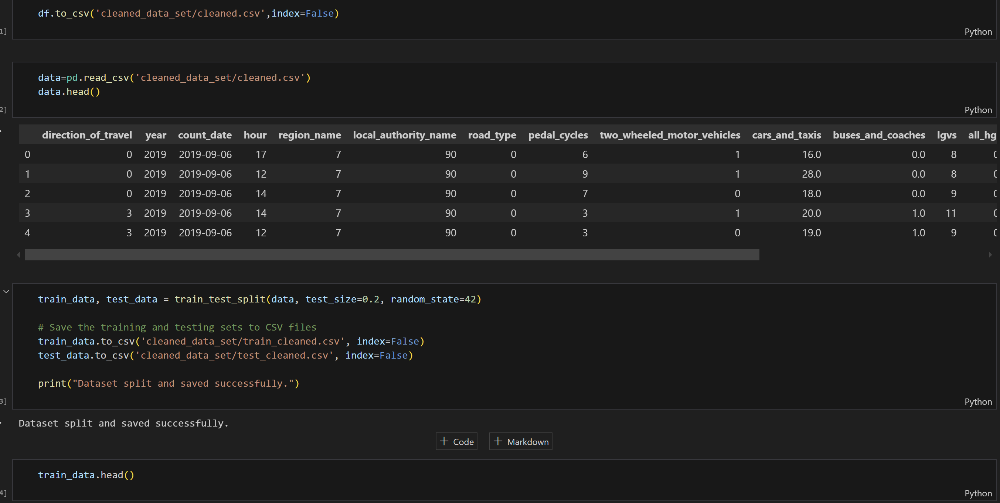 df.to_csv('cleaned_data_set/cleaned.csv',index=False)
1]
Python
data=pd.read_csv('cleaned_data_set/cleaned.csv')
data.head()
2]
Python
direction_of_travel year count_date hour region_name local_authority_name road_type pedal_cycles two_wheeled_motor_vehicles cars_and_taxis buses_and_coaches lgvs all_hg
0 0 2019 2019-09-06 17 7 90 0 6 1 16.0 0.0 8 0
1 0 2019 2019-09-06 12 7 90 0 9 1 28.0 0.0 8 0
2 0 2019 2019-09-06 14 7 90 0 7 0 18.0 0.0 9 0
3 3 2019 2019-09-06 14 7 90 0 3 1 20.0 1.0 11 0
4 3 2019 2019-09-06 12 7 90 0 3 0 19.0 1.0 9 0
train_data, test_data = train_test_split(data, test_size=0.2, random_state=42)
# Save the training and testing sets to CSV files
train_data.to_csv('cleaned_data_set/train_cleaned.csv', index=False)
test_data.to_csv('cleaned_data_set/test_cleaned.csv', index=False)
print("Dataset split and saved successfully.")
3]
Python
Dataset split and saved successfully.
+ Code + Markdown
train_data.head()
4]
Python